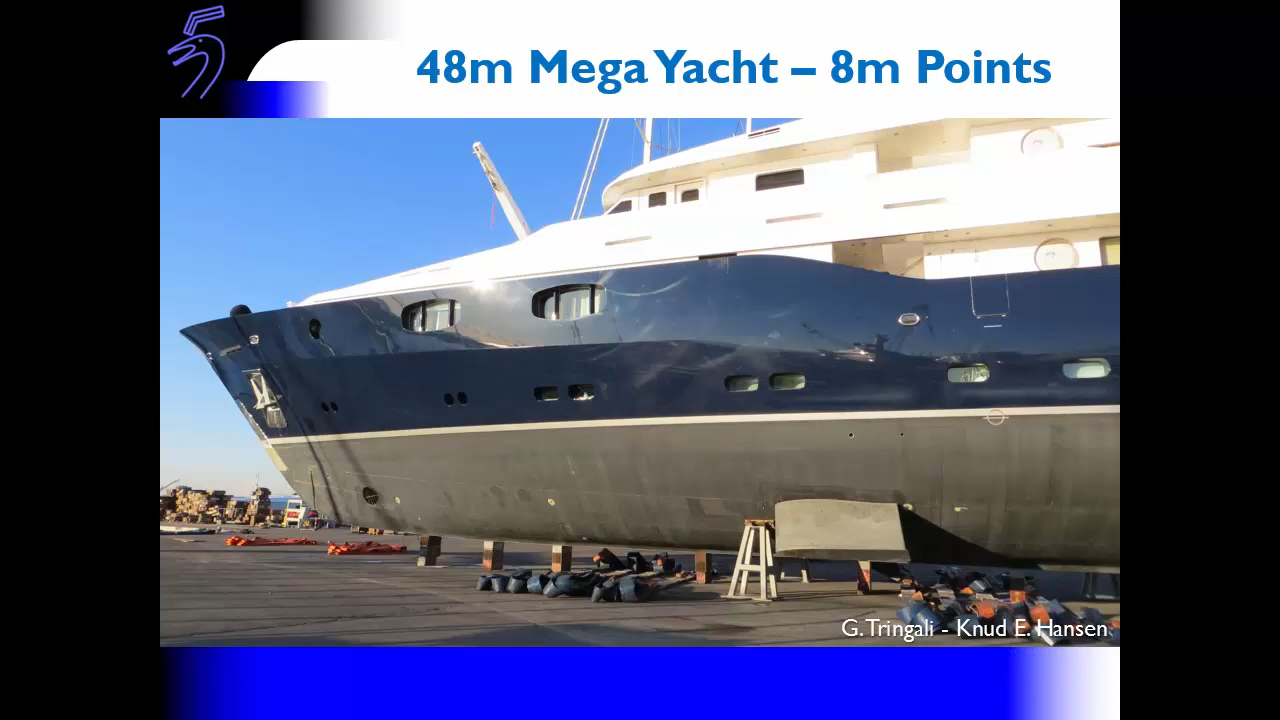 48m Mega Yacht – 8m Points
G. Tringali - Knud E. Hansen